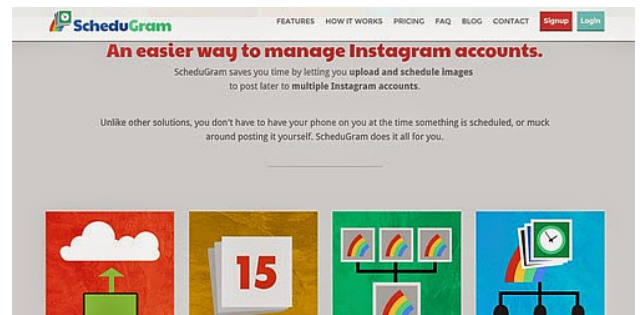 ScheduGram
FEATURES HOW IT WORKS PRICING FAQ BLOG CONTACT Signup Login
An easier way to manage Instagram accounts.
ScheduGram saves you time by letting you upload and schedule images
to post later to multiple Instagram accounts.
Unlike other solutions, you don't have to have your phone on you at the time something is scheduled, or muck
around posting it yourself. ScheduGram does it all for you.
15